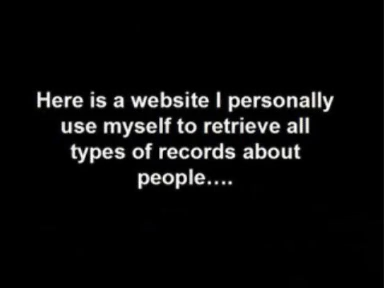 Here is a website I personally
use myself to retrieve all
types of records about
people....